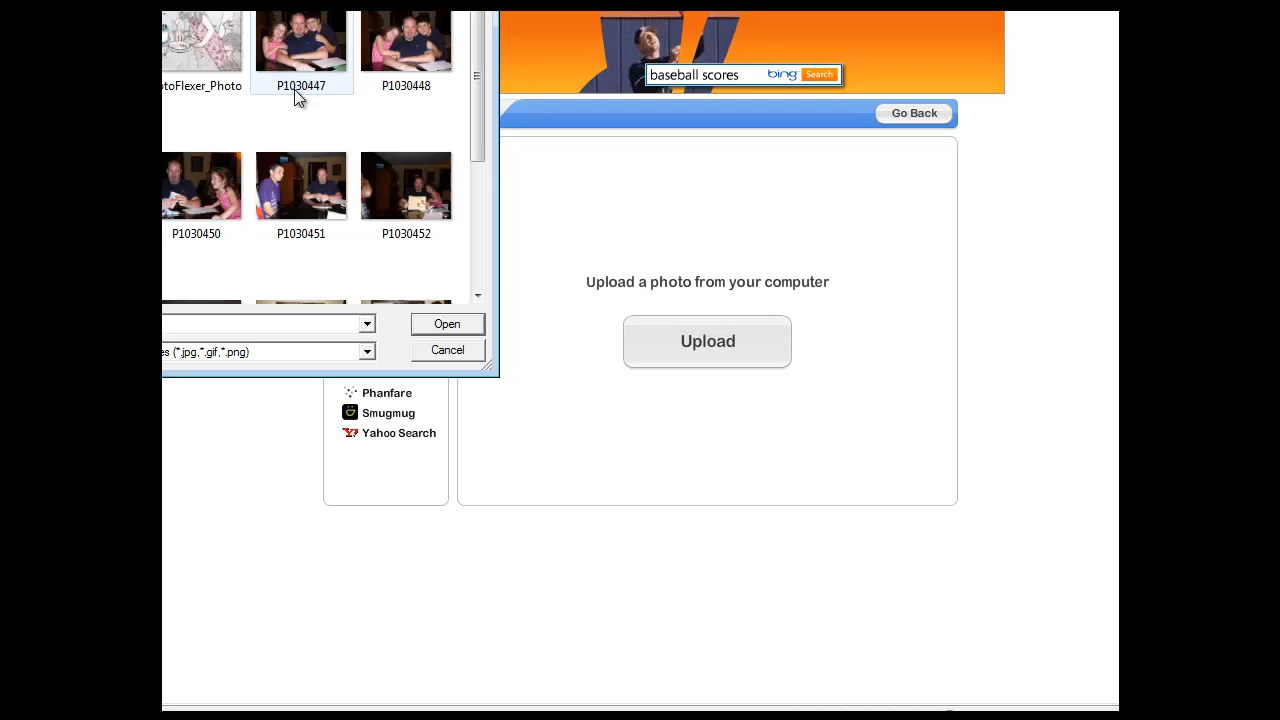 baseball scores bing Search
otoFlexer_Photo P1030447 P1030448
Go Back
P1030450 P1030451 P1030452
Upload a photo from your computer
Open
Upload
es (*.jpg,*.gif,*.png) Cancel
Phanfare
Smugmug
Yahoo Search